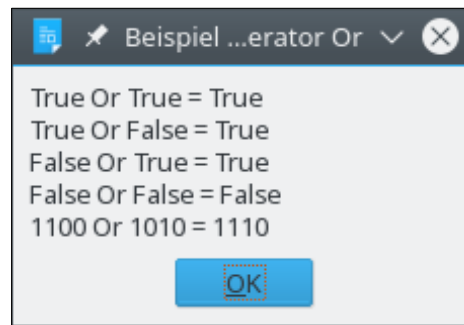 Beispiel ...erator Or
True Or True = True
True Or False = True
False Or True = True
False Or False = False
1100 Or 1010 = 1110
OK